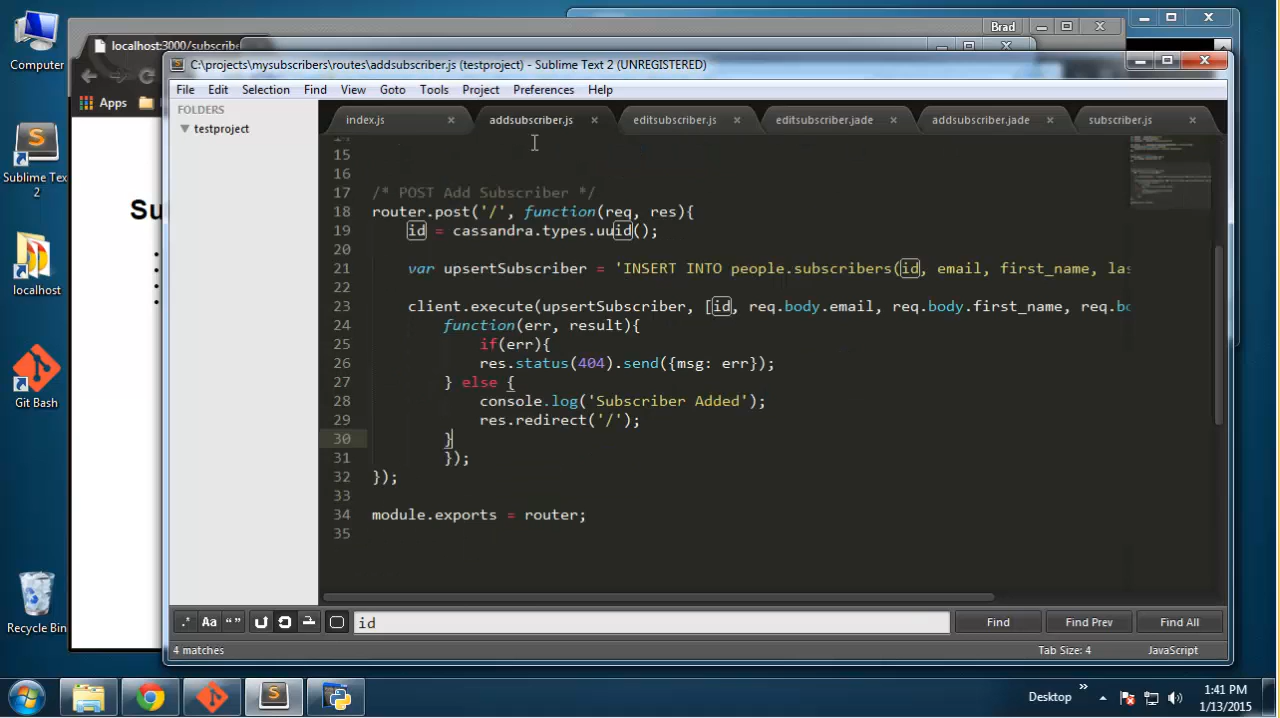 Computer
Sublime Text
2
localhost
Git Bash
Recycle Bin
Brad
localhost:3000/subscribe
Apps
Su
C:\projects\mysubscribers\routes\addsubscriber.js (testproject) - Sublime Text 2 (UNREGISTERED)
File Edit Selection Find View Goto Tools Project Preferences Help
FOLDERS
testproject
index.js addsubscriber.js editsubscriber.js editsubscriber.jade addsubscriber.jade subscriber.js
14
15
16
17 /* POST Add Subscriber */
18 router.post('/', function(req, res){
19 id = cassandra.types.uuid();
20
21 var upsertSubscriber = 'INSERT INTO people.subscribers(id, email, first_name, las
22
23 client.execute(upsertSubscriber, [id, req.body.email, req.body.first_name, req.bo
24 function(err, result){
25 if(err){
26 res.status(404).send({msg: err});
27 } else {
28 console.log('Subscriber Added');
29 res.redirect('/');
30 }
31 });
32 });
33
34 module.exports = router;
35
.* Aa “” id Find Find Prev Find All
4 matches Tab Size: 4 JavaScript
Desktop » 1:41 PM
1/13/2015